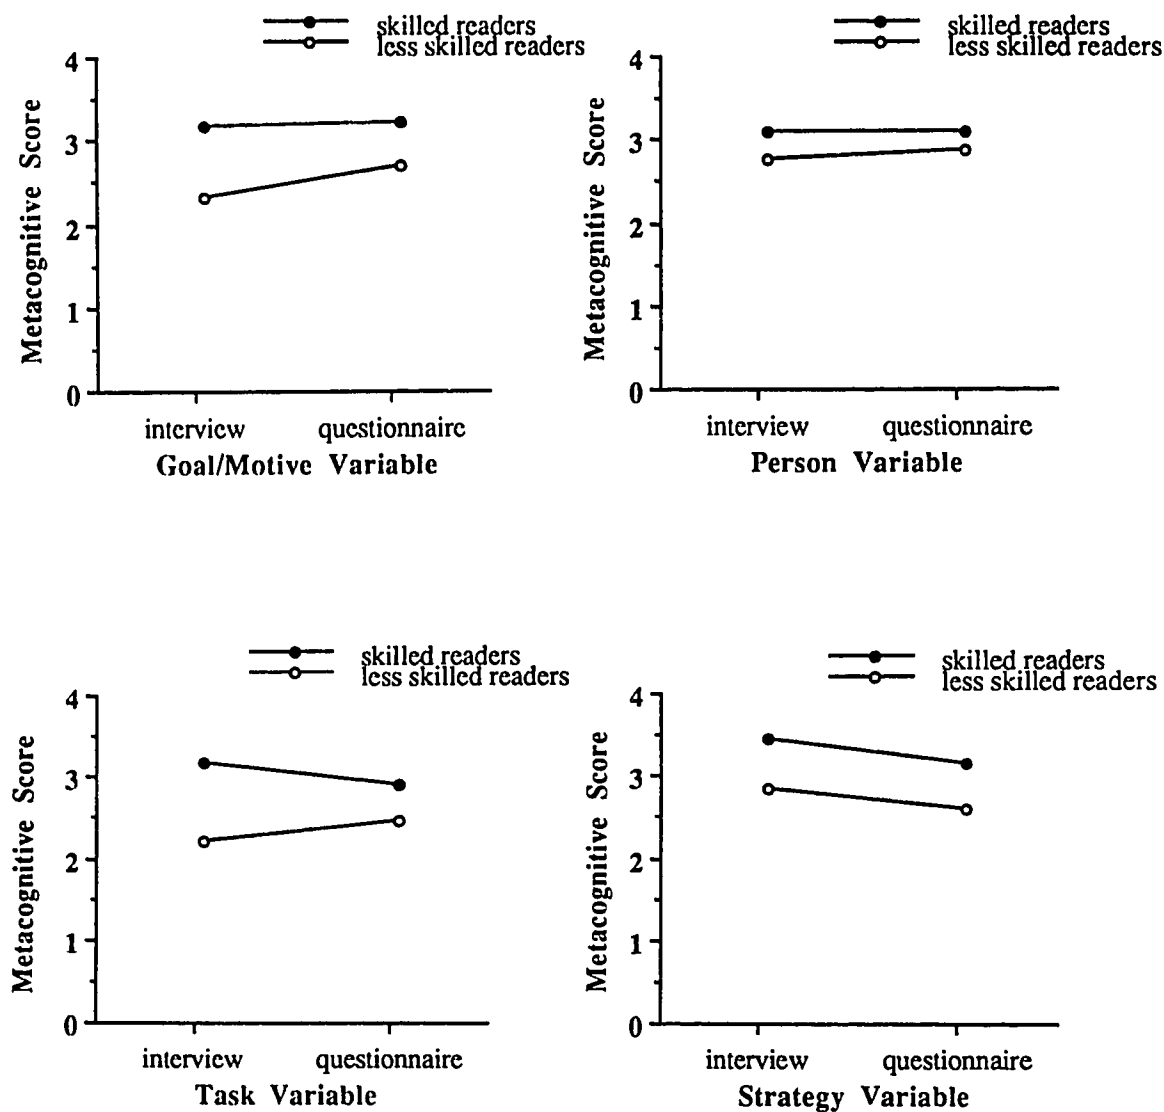 skilled readers
less skilled readers
4
3
2
1
0
Metacognitive Score
interview questionnaire
Goal/Motive Variable
skilled readers
less skilled readers
4
3
2
1
0
Metacognitive Score
interview questionnaire
Person Variable
skilled readers
less skilled readers
4
3
2
1
0
Metacognitive Score
interview questionnaire
Task Variable
skilled readers
less skilled readers
4
3
2
1
0
Metacognitive Score
interview questionnaire
Strategy Variable